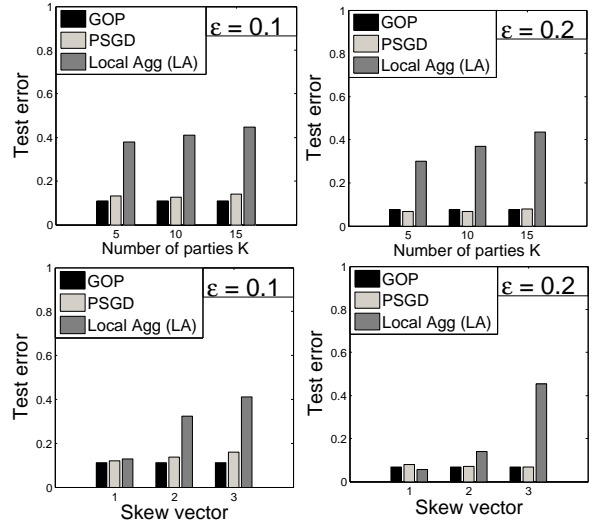 GOP
PSGD
Local Agg (LA)
ε = 0.1
Test error
1
0.8
0.6
0.4
0.2
0
5
10
15
Number of parties K
GOP
PSGD
Local Agg (LA)
ε = 0.2
Test error
1
0.8
0.6
0.4
0.2
0
5
10
15
Number of parties K
GOP
PSGD
Local Agg (LA)
ε = 0.1
Test error
1
0.8
0.6
0.4
0.2
0
1
2
3
Skew vector
GOP
PSGD
Local Agg (LA)
ε = 0.2
Test error
1
0.8
0.6
0.4
0.2
0
1
2
3
Skew vector